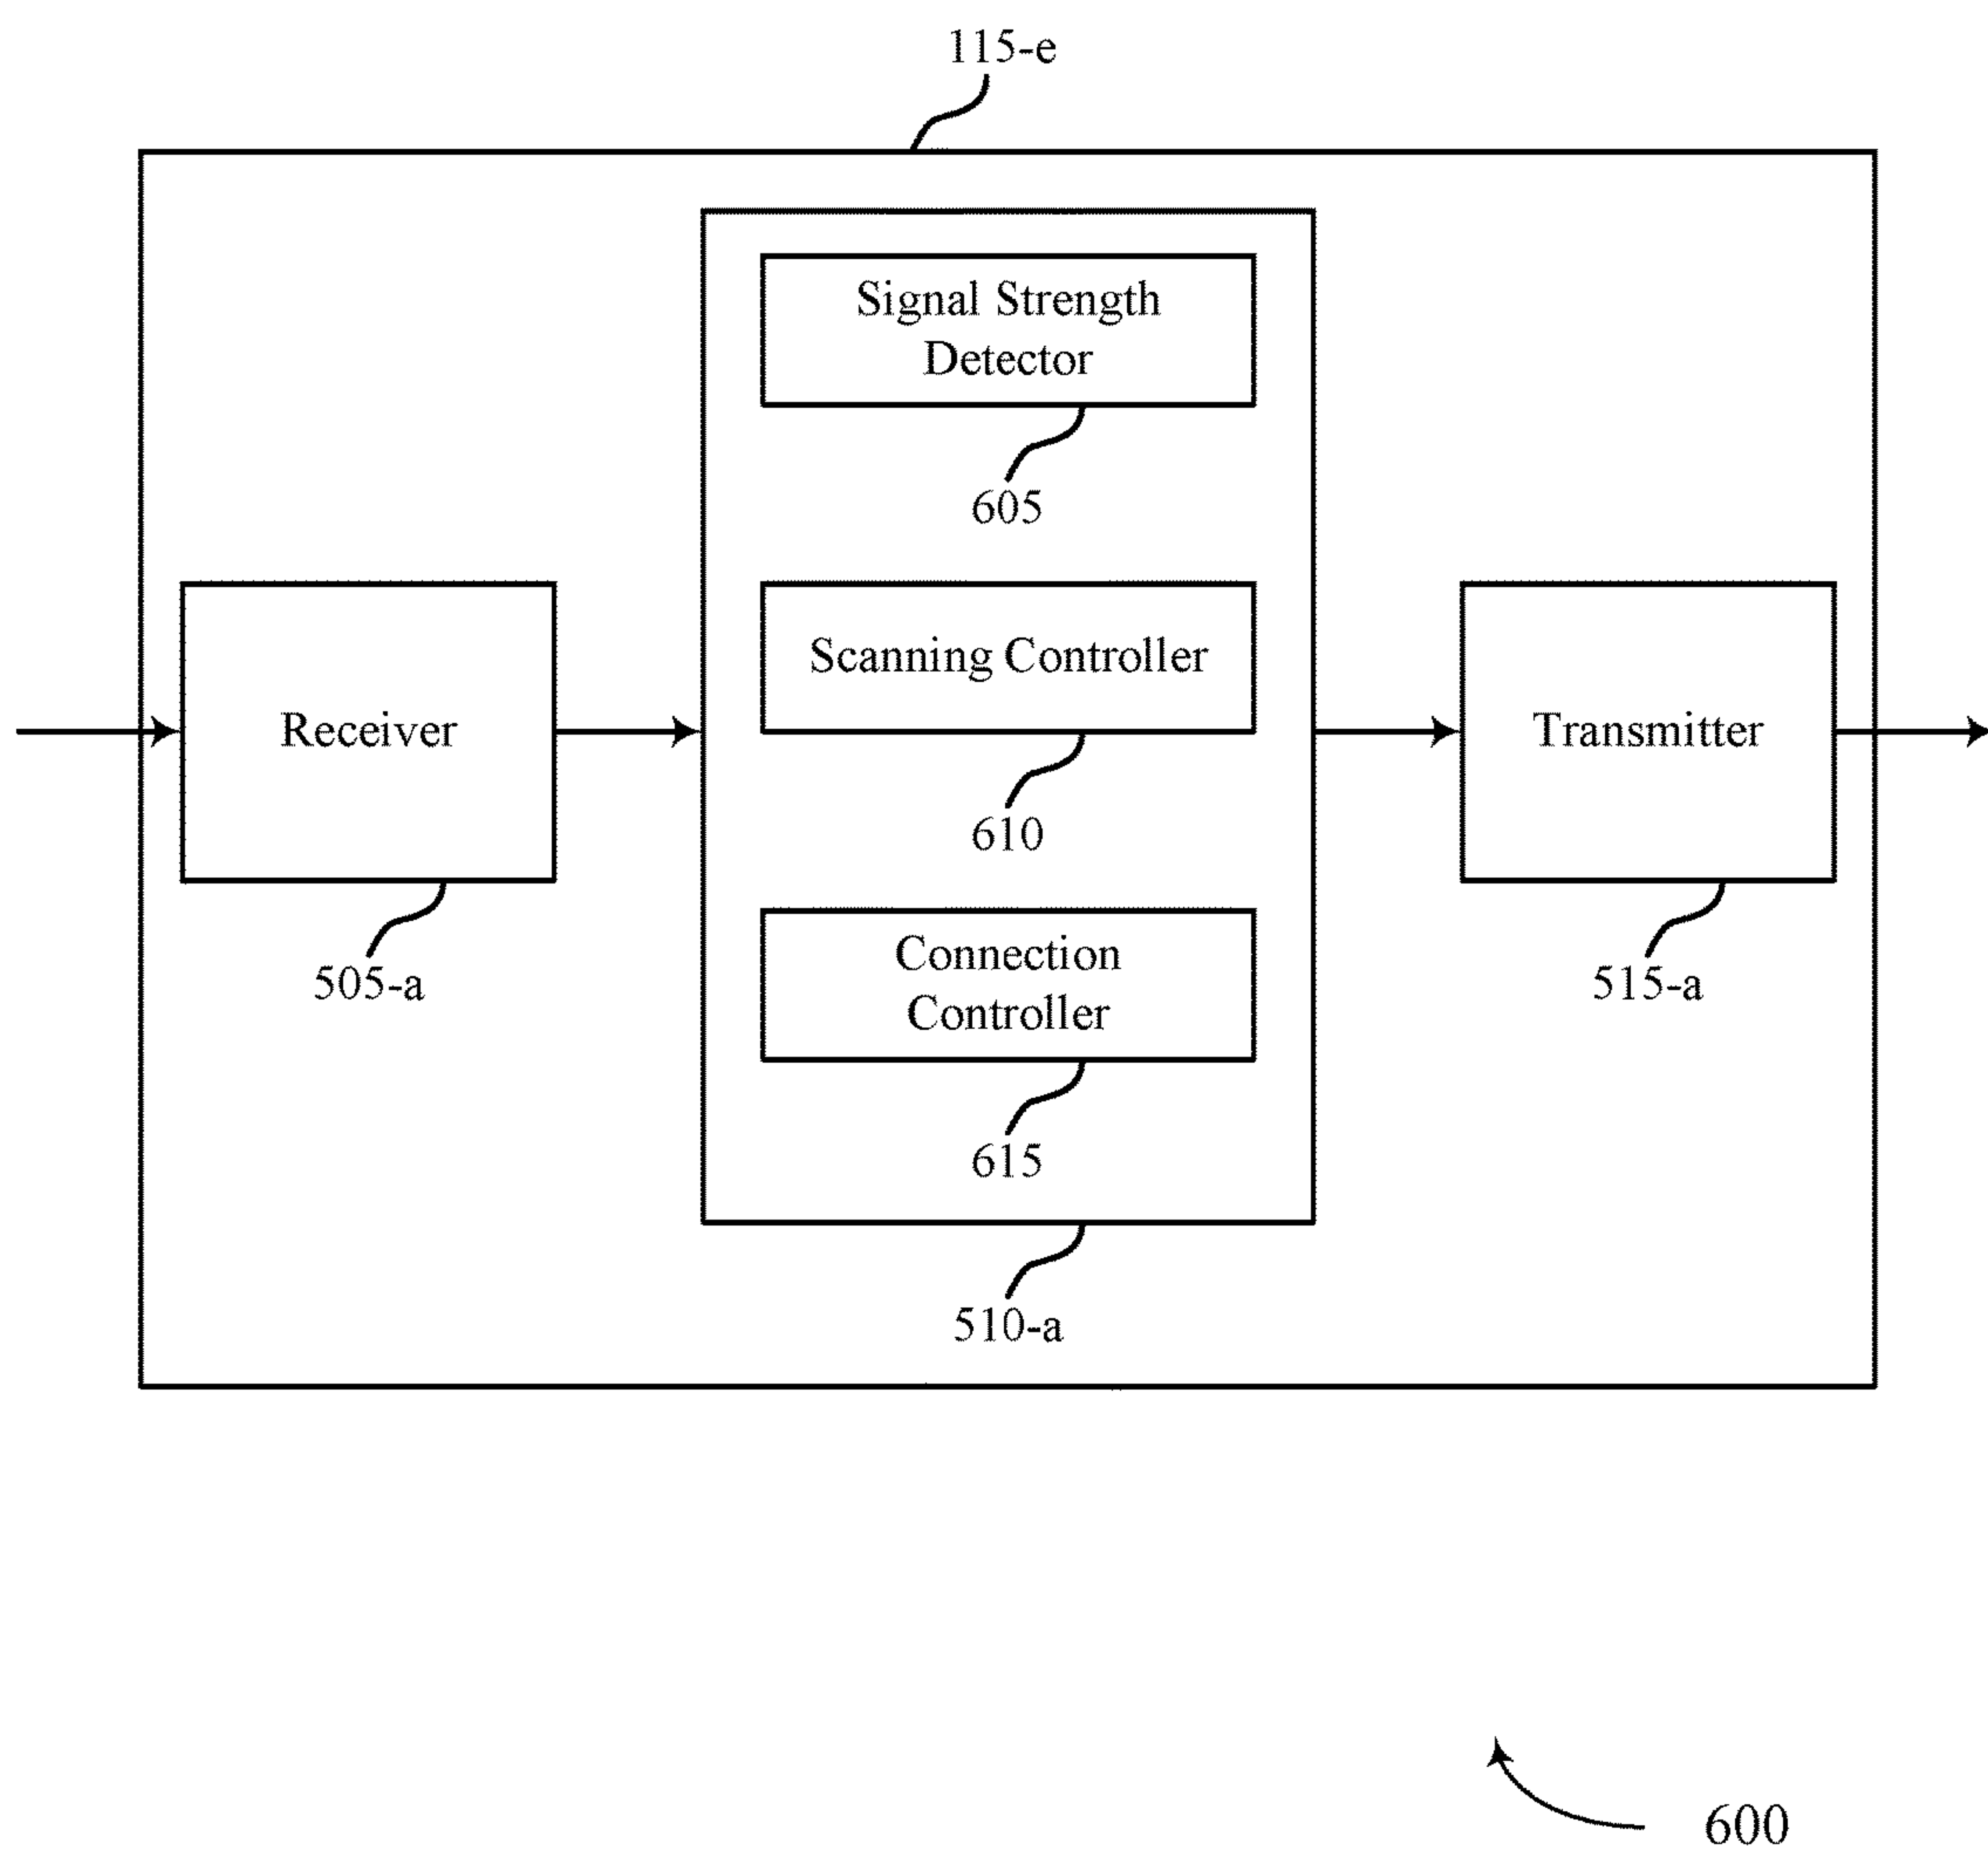 115-e
Signal Strength
Detector
605
Scanning Controller
610
Receiver
505-a
Transmitter
515-a
Connection
Controller
615
510-a
600